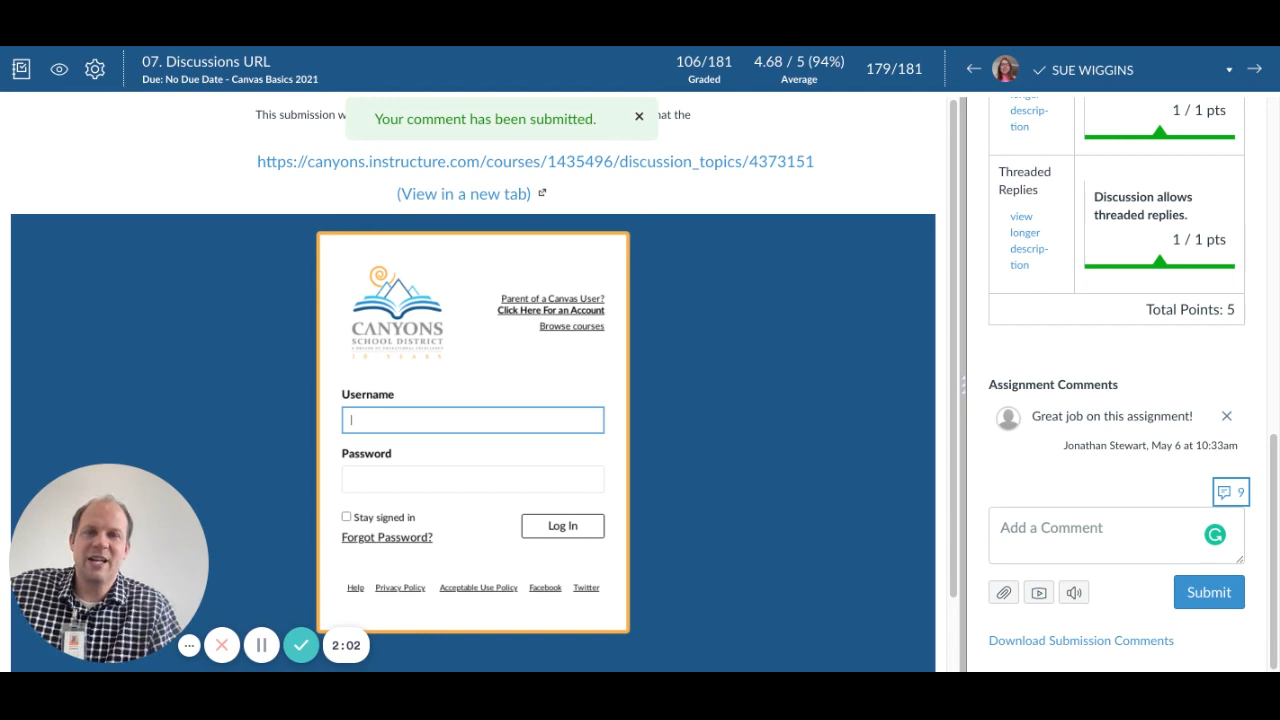 07. Discussions URL
Due: No Due Date - Canvas Basics 2021
106/181
Graded
4.68 / 5 (94%)
Average
179/181
SUE WIGGINS
This submission w
hat the
Your comment has been submitted.
https://canyons.instructure.com/courses/1435496/discussion_topics/4373151
(View in a new tab)
CANYONS
SCHOOL DISTRICT
10 YEARS
Parent of a Canvas User?
Click Here For an Account
Browse courses
Username
Password
Stay signed in
Forgot Password?
Log In
Help
Privacy Policy
Acceptable Use Policy
Facebook
Twitter
2:02
longer
descrip-
tion
1 / 1 pts
Threaded
Replies
view
longer
descrip-
tion
Discussion allows
threaded replies.
1 / 1 pts
Total Points: 5
Assignment Comments
Great job on this assignment!
Jonathan Stewart, May 6 at 10:33am
9
Add a Comment
Submit
Download Submission Comments